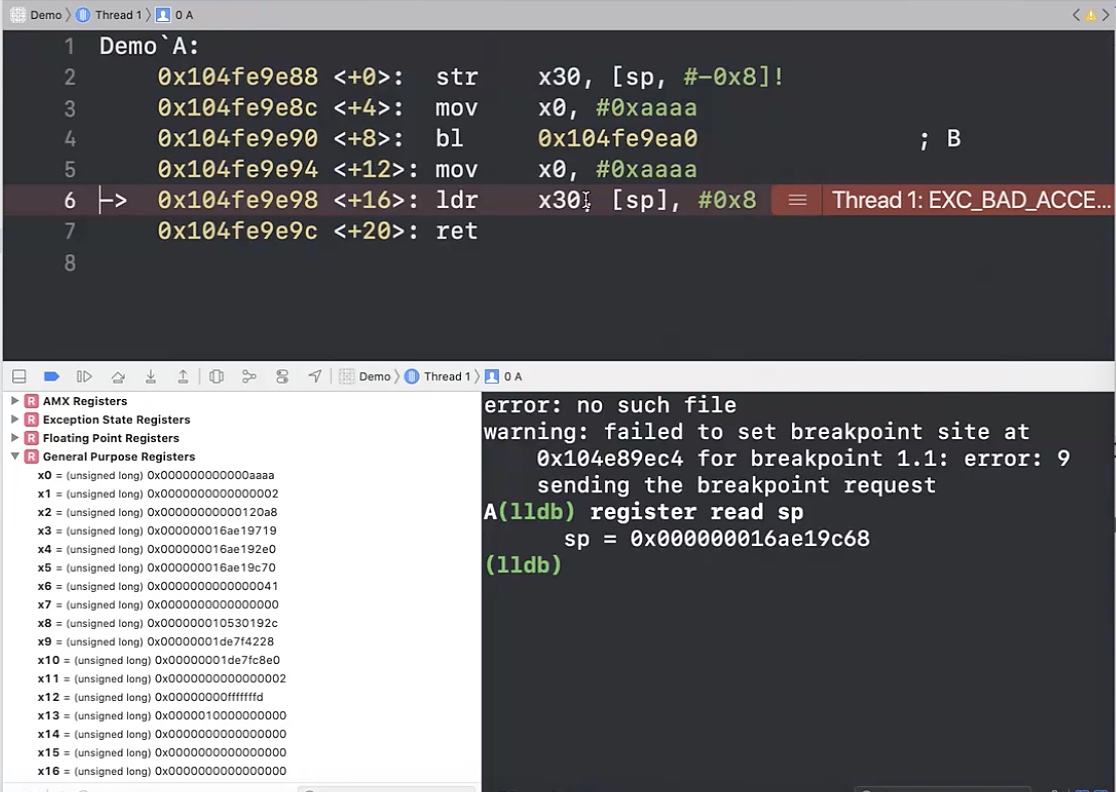 Demo 〉 Thread 1 〉 0 A
1 Demo`A:
2 0x104fe9e88 <+0>: str x30, [sp, #-0x8]!
3 0x104fe9e8c <+4>: mov x0, #0xaaaa
4 0x104fe9e90 <+8>: bl 0x104fe9ea0 ; B
5 0x104fe9e94 <+12>: mov x0, #0xaaaa
6 -> 0x104fe9e98 <+16>: ldr x30, [sp], #0x8 Thread 1: EXC_BAD_ACCE...
7 0x104fe9e9c <+20>: ret
8
Demo 〉 Thread 1 〉 0 A
R AMX Registers
R Exception State Registers
R Floating Point Registers
R General Purpose Registers
x0 = (unsigned long) 0x000000000000aaaa
x1 = (unsigned long) 0x0000000000000002
x2 = (unsigned long) 0x00000000000120a8
x3 = (unsigned long) 0x000000016ae19719
x4 = (unsigned long) 0x000000016ae192e0
x5 = (unsigned long) 0x000000016ae19c70
x6 = (unsigned long) 0x0000000000000041
x7 = (unsigned long) 0x0000000000000000
x8 = (unsigned long) 0x000000010530192c
x9 = (unsigned long) 0x00000001de7f4228
x10 = (unsigned long) 0x00000001de7fc8e0
x11 = (unsigned long) 0x0000000000000002
x12 = (unsigned long) 0x00000000fffffffd
x13 = (unsigned long) 0x0000010000000000
x14 = (unsigned long) 0x0000000000000000
x15 = (unsigned long) 0x0000000000000000
x16 = (unsigned long) 0x0000000000000000
error: no such file
warning: failed to set breakpoint site at
0x104e89ec4 for breakpoint 1.1: error: 9
sending the breakpoint request
A(lldb) register read sp
sp = 0x000000016ae19c68
(lldb)